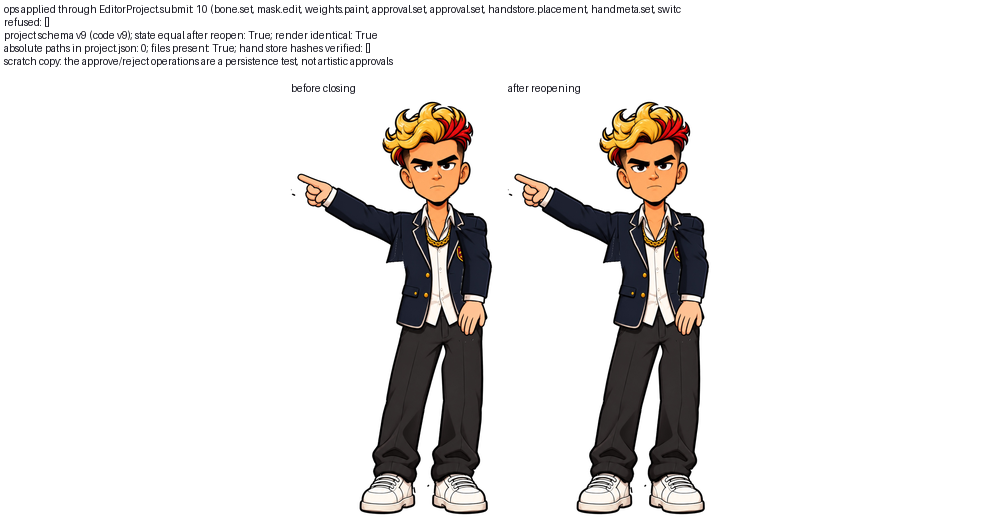 ops applied through EditorProject.submit: 10 (bone.set, mask.edit, weights.paint, approval.set, approval.set, handstore.placement, handmeta.set, switc
refused: []
project schema v9 (code v9); state equal after reopen: True; render identical: True
absolute paths in project.json: 0; files present: True; hand store hashes verified: []
scratch copy: the approve/reject operations are a persistence test, not artistic approvals
before closing
after reopening